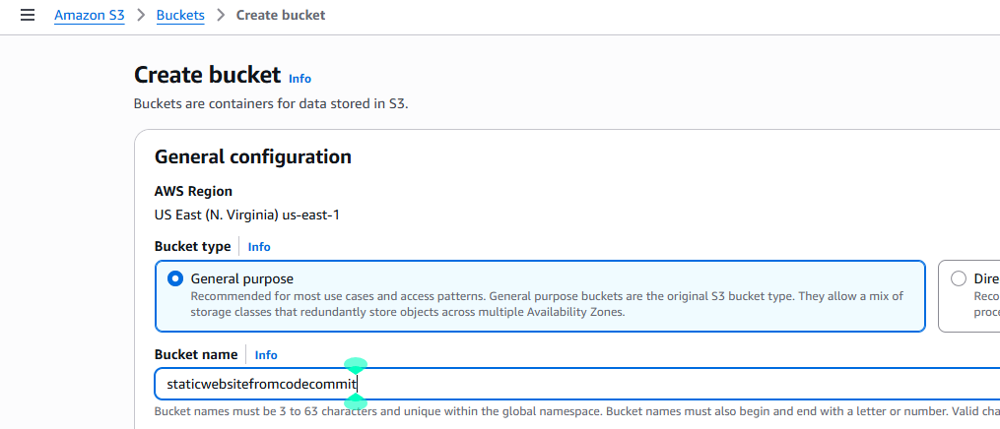 Amazon S3 > Buckets > Create bucket
Create bucket Info
Buckets are containers for data stored in S3.
General configuration
AWS Region
US East (N. Virginia) us-east-1
Bucket type Info
General purpose
Recommended for most use cases and access patterns. General purpose buckets are the original S3 bucket type. They allow a mix of
storage classes that redundantly store objects across multiple Availability Zones.
Dire
Reco
proce
Bucket name Info
staticwebsitefromcodecommit
Bucket names must be 3 to 63 characters and unique within the global namespace. Bucket names must also begin and end with a letter or number. Valid cha